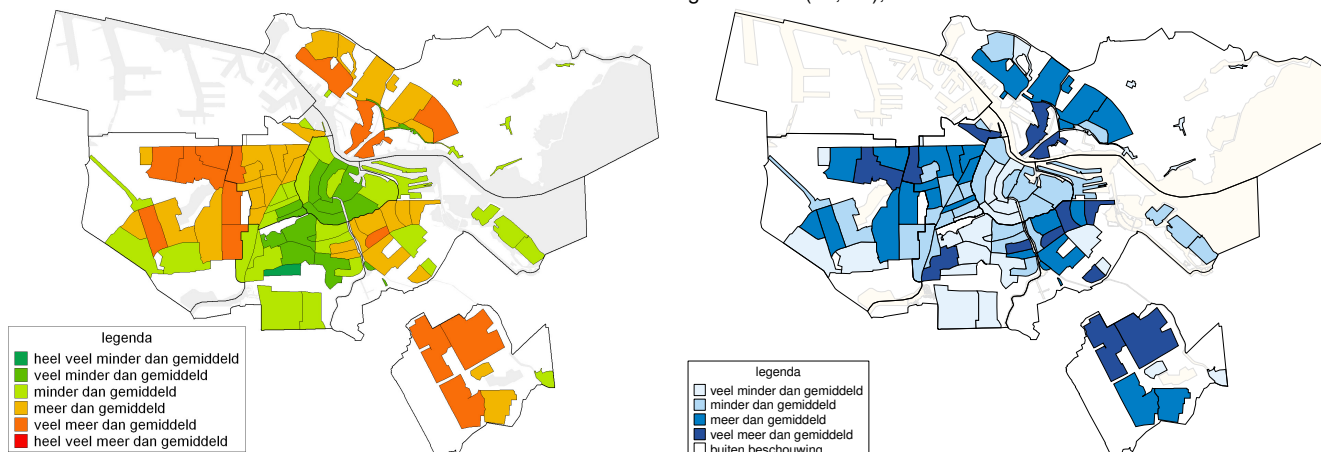 legenda
heel veel minder dan gemiddeld
veel minder dan gemiddeld
minder dan gemiddeld
meer dan gemiddeld
veel meer dan gemiddeld
heel veel meer dan gemiddeld
legenda
veel minder dan gemiddeld
minder dan gemiddeld
meer dan gemiddeld
veel meer dan gemiddeld
buiten beschouwing